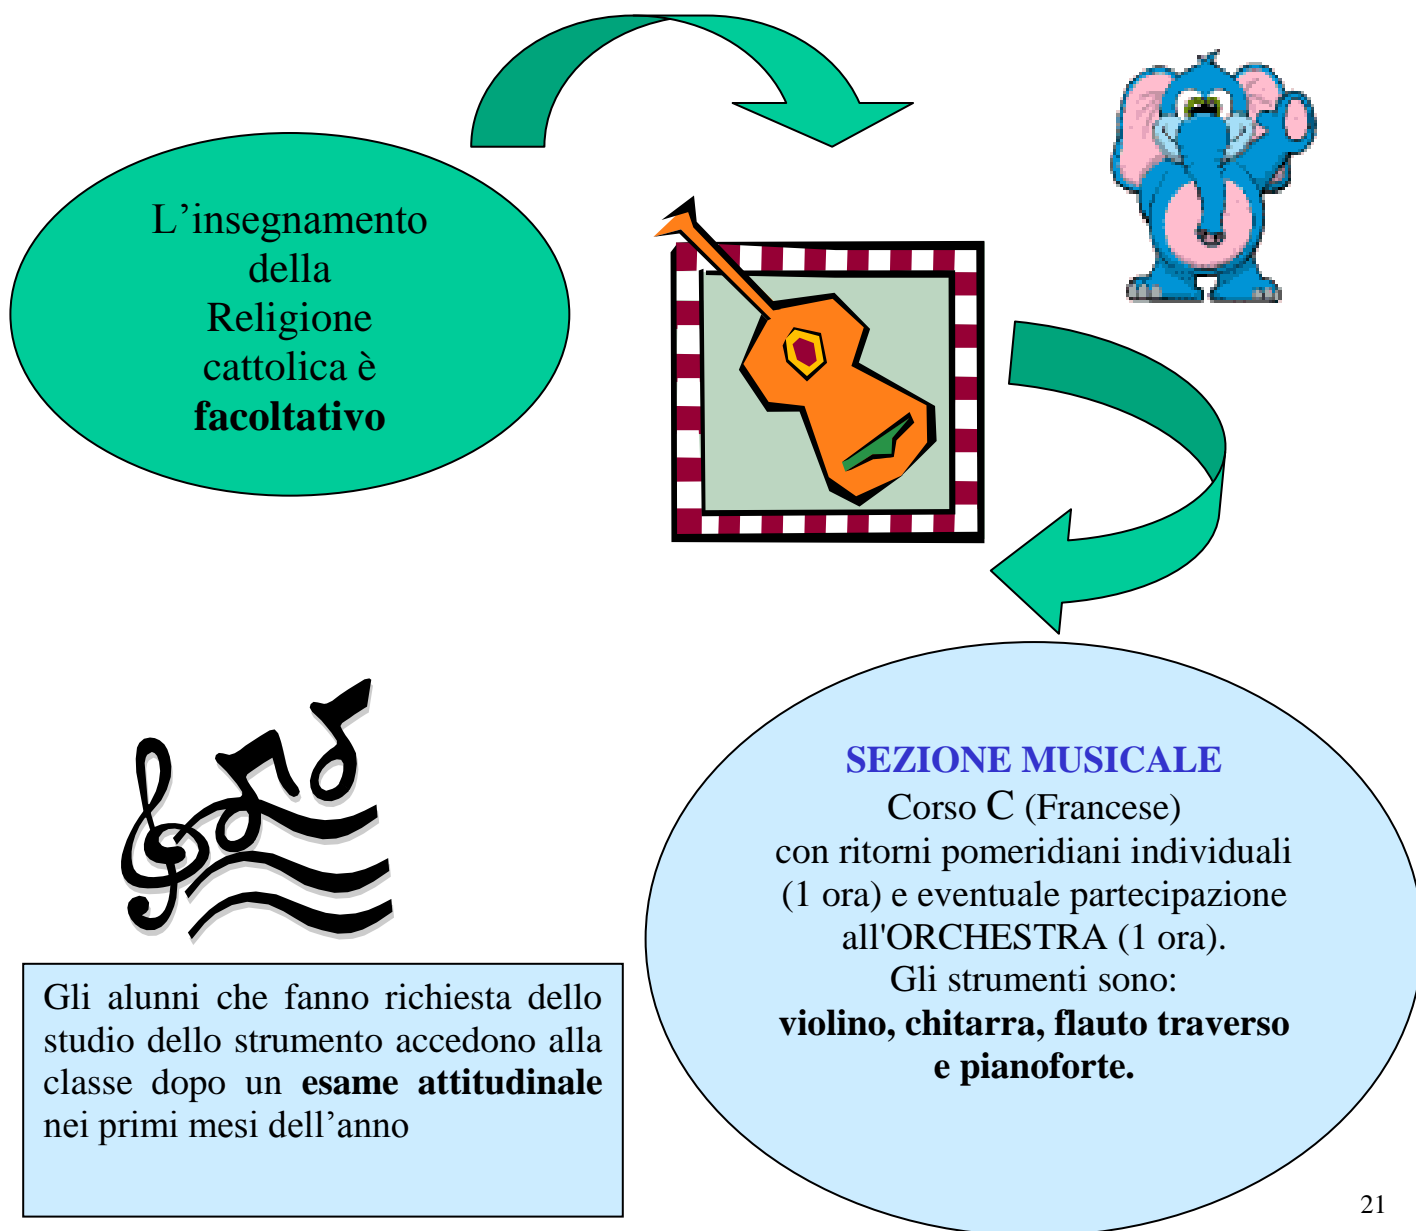 L’insegnamento
della
Religione
cattolica è
facoltativo
SEZIONE MUSICALE
Corso C (Francese)
con ritorni pomeridiani individuali
(1 ora) e eventuale partecipazione
all'ORCHESTRA (1 ora).
Gli strumenti sono:
violino, chitarra, flauto traverso
e pianoforte.
Gli alunni che fanno richiesta dello
studio dello strumento accedono alla
classe dopo un esame attitudinale
nei primi mesi dell’anno
21